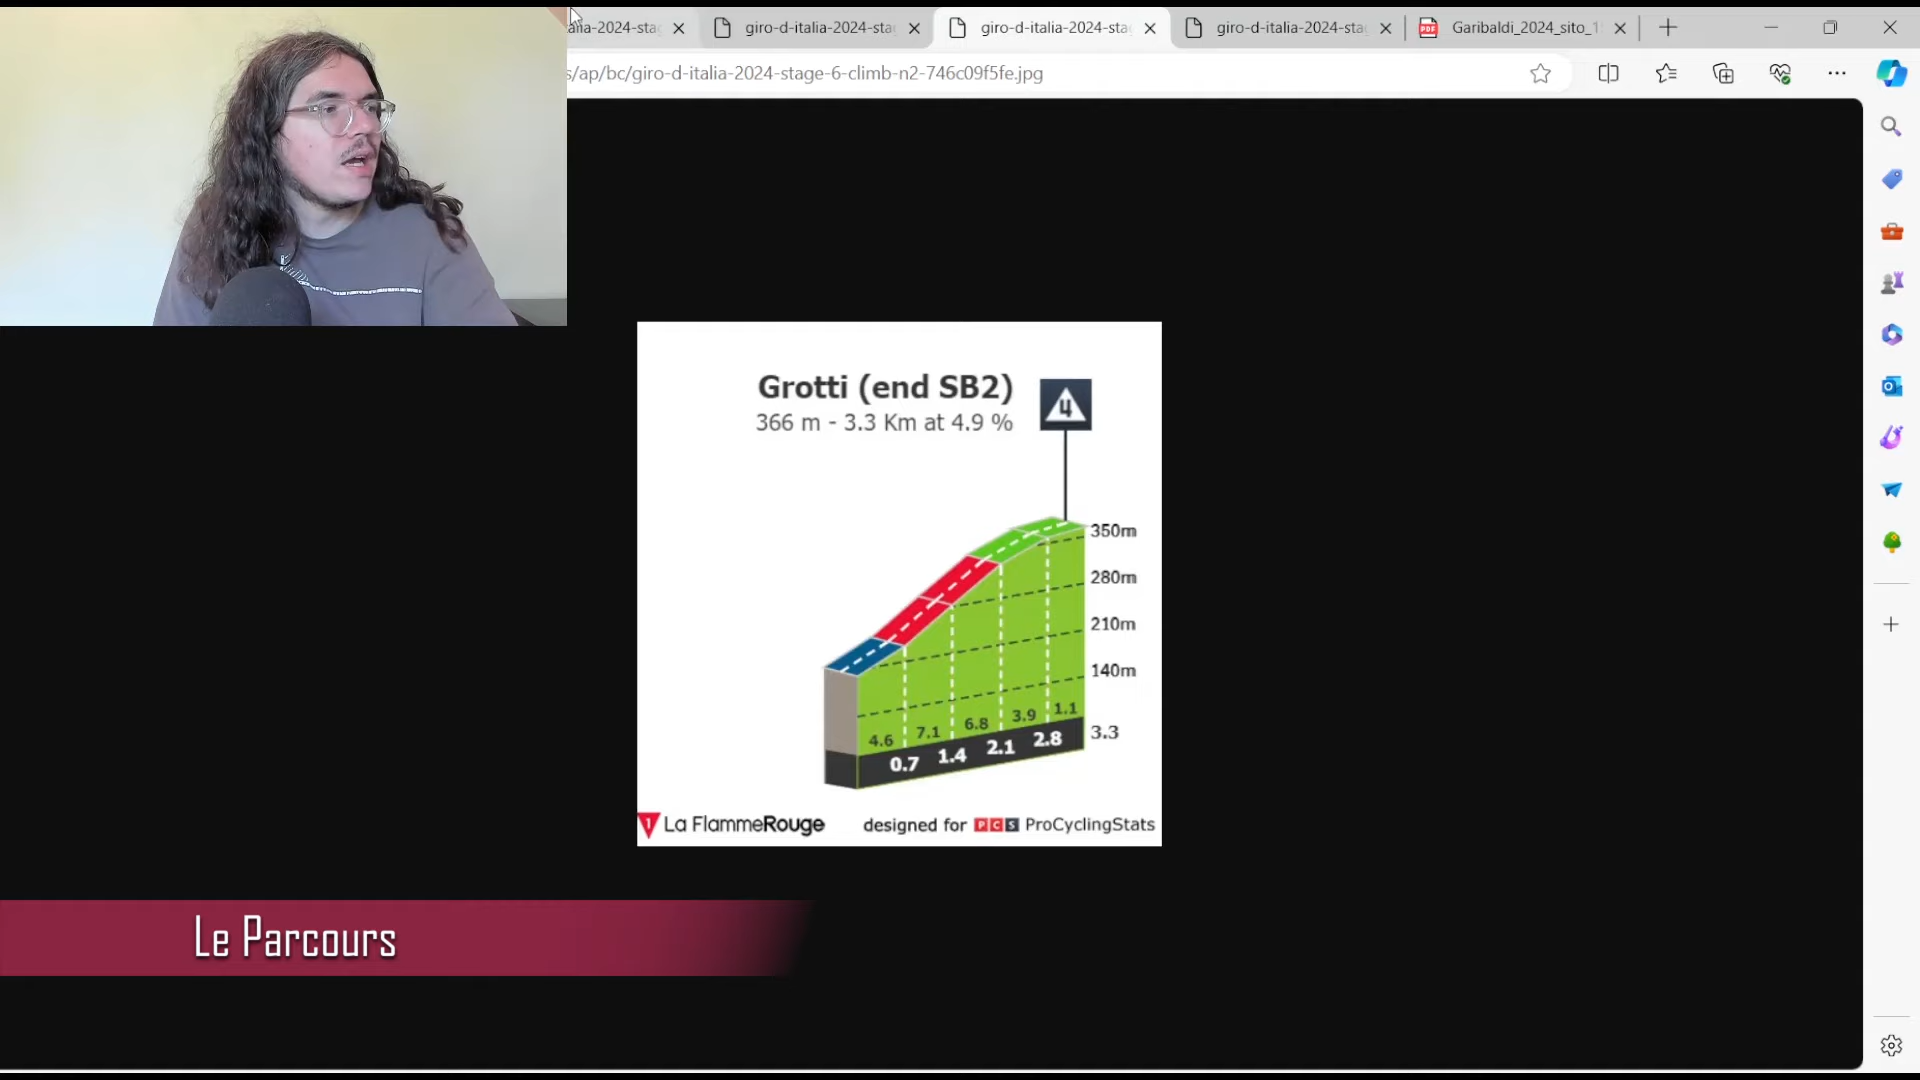 alia-2024-stag
giro-d-italia-2024-sta
giro-d-italia-2024-sta
giro-d-italia-2024-sta
Garibaldi_2024_sito_1
s/ap/bc/giro-d-italia-2024-stage-6-climb-n2-746c09f5fe.jpg
Grotti (end SB2)
366 m - 3.3 Km at 4.9 %
4
350m
280m
210m
140m
4.6 7.1 6.8 3.9 1.1
0.7 1.4 2.1 2.8 3.3
1 La FlammeRouge designed for PCS ProCyclingStats
Le Parcours